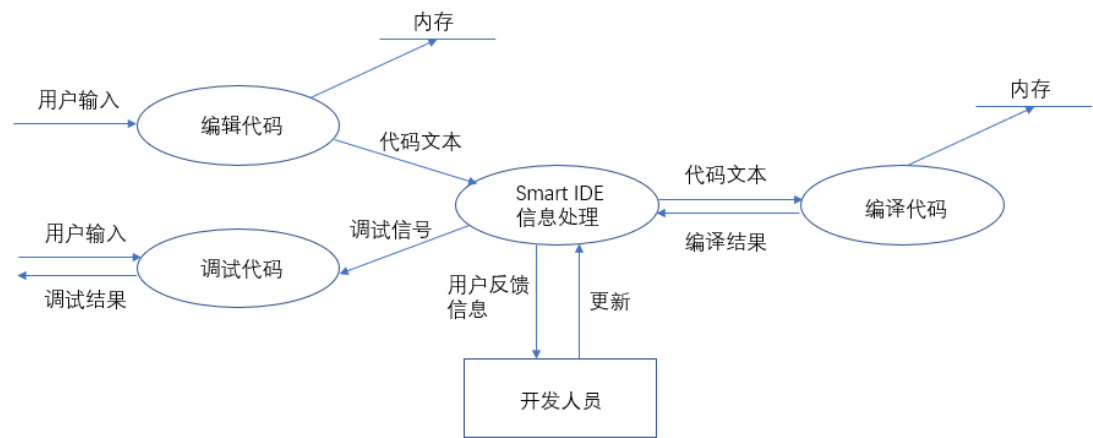 内存
用户输入
编辑代码
代码文本
内存
Smart IDE
信息处理
代码文本
编译代码
编译结果
用户输入
调试信号
调试代码
调试结果
用户反馈
信息
更新
开发人员